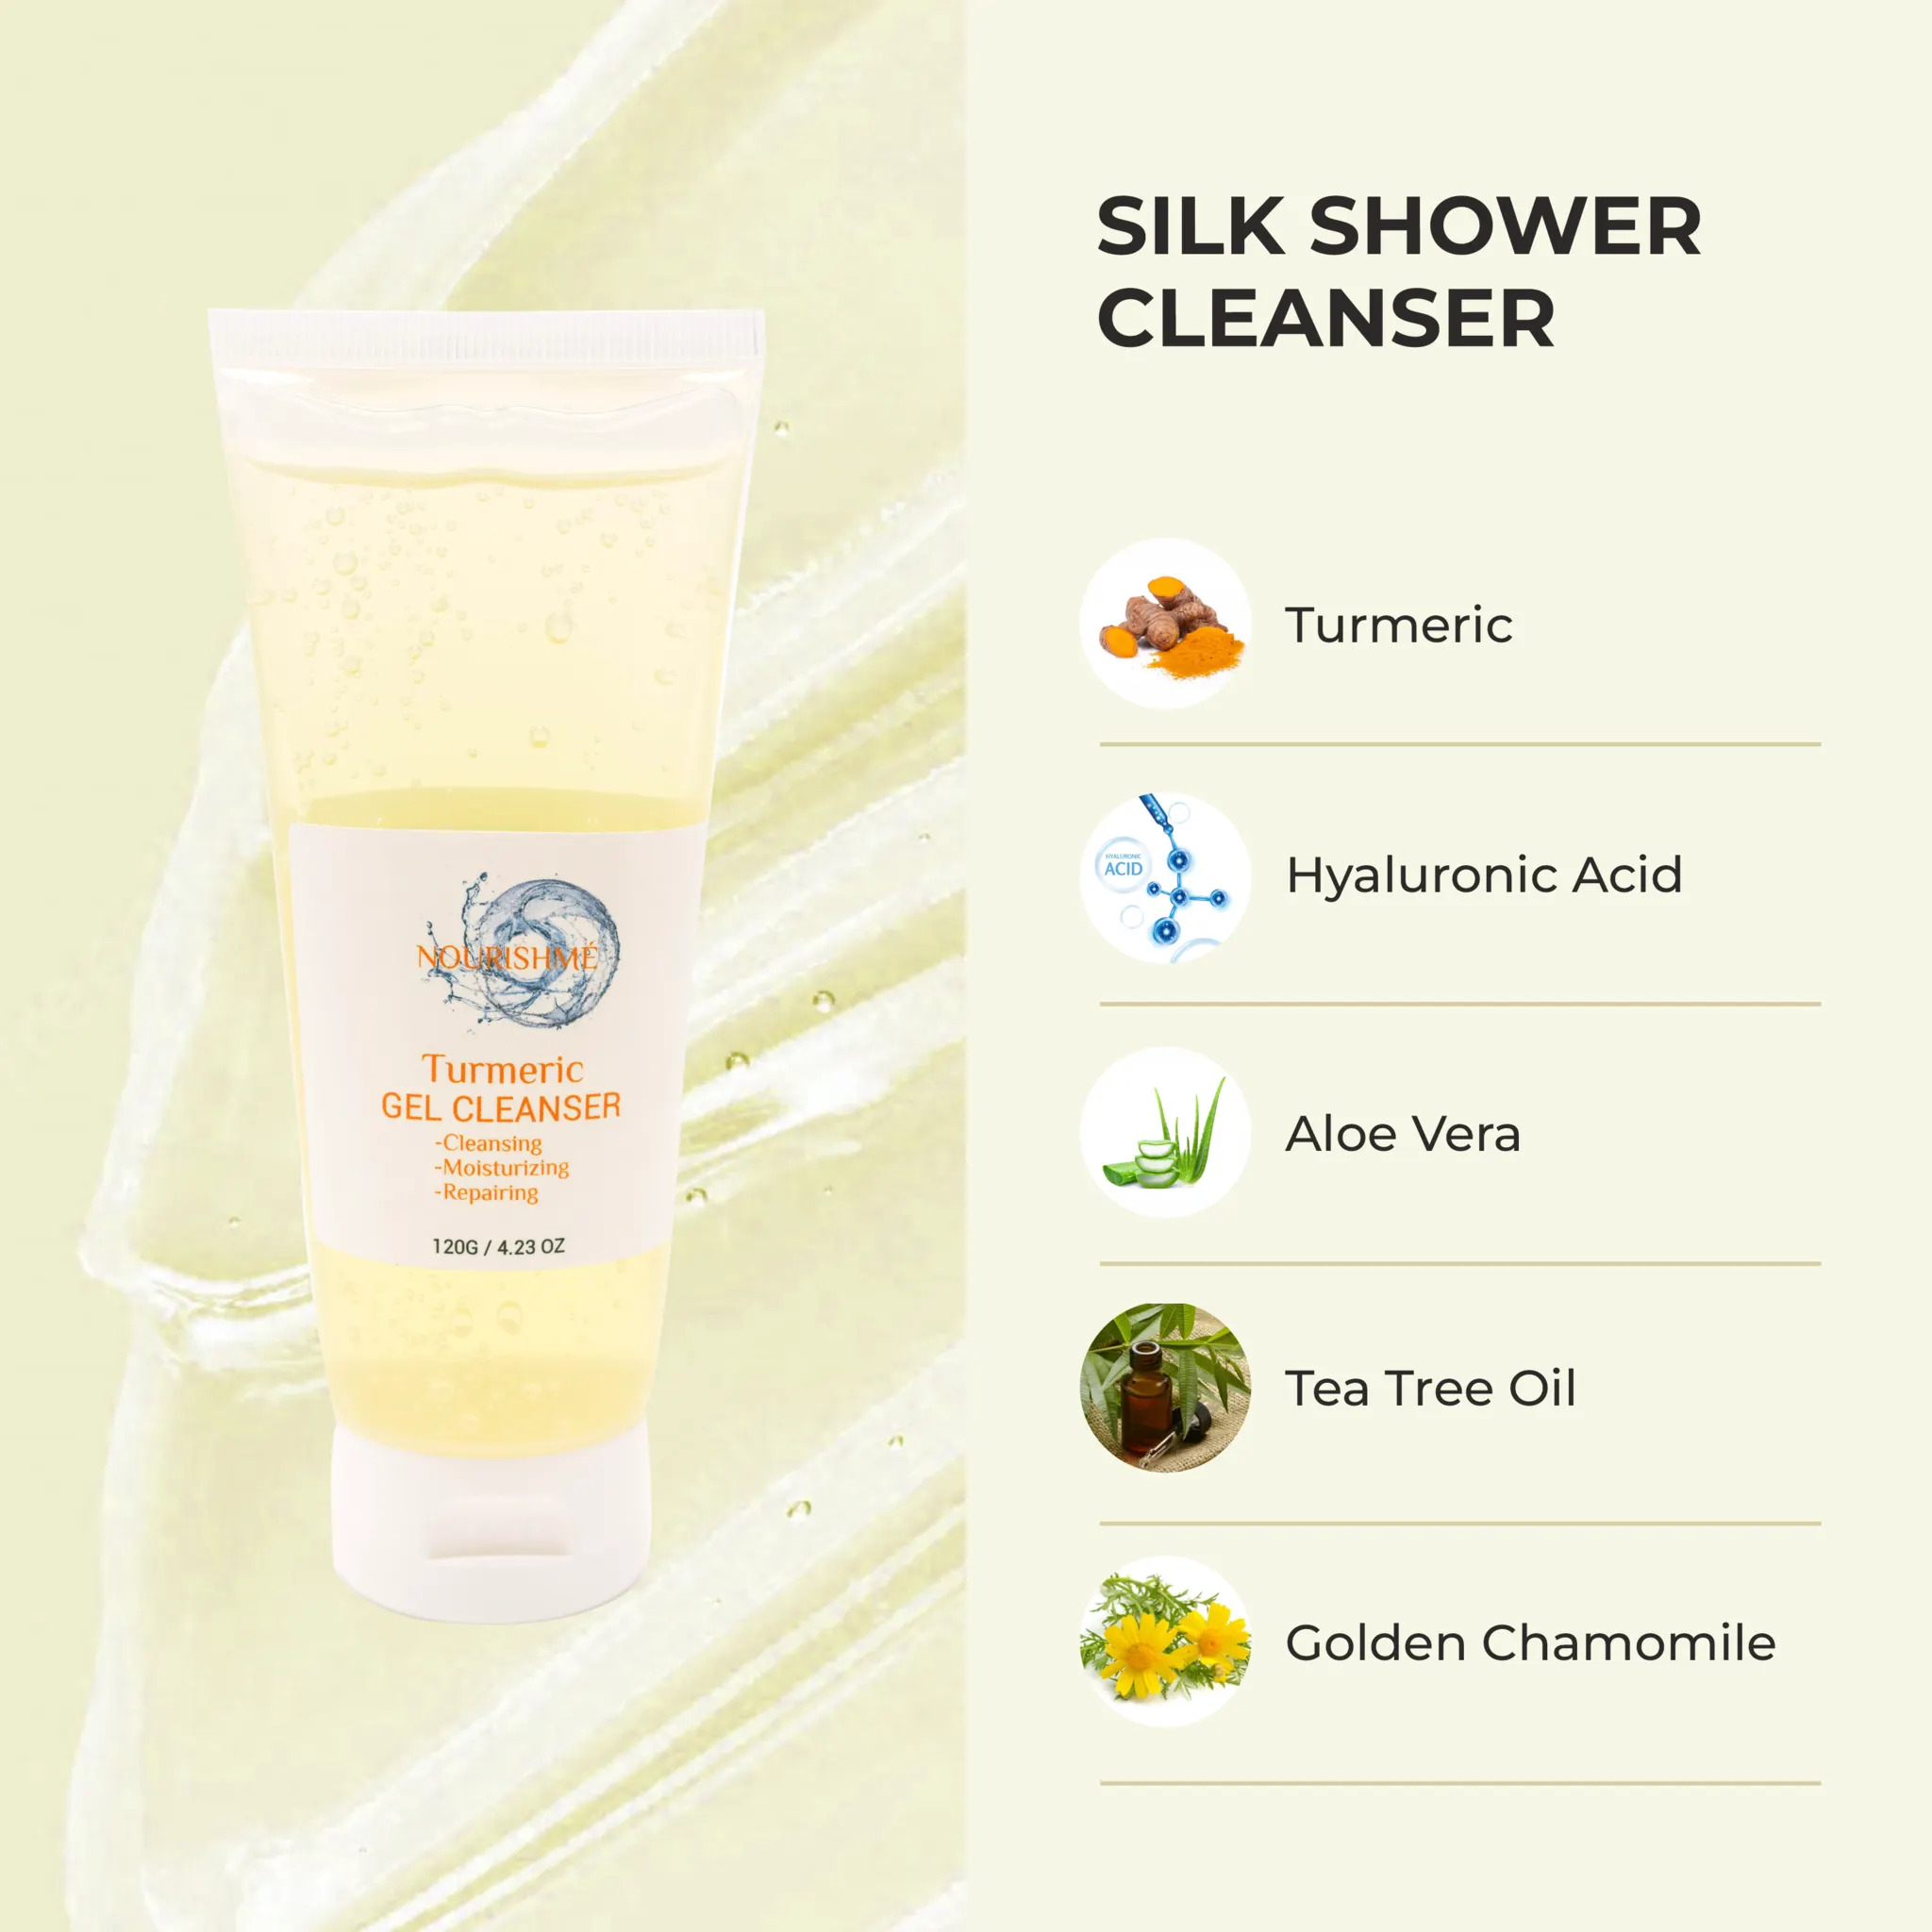 SILK SHOWER
CLEANSER
NOURISHMÉ
Turmeric
GEL CLEANSER
-Cleansing
-Moisturizing
-Repairing
120G / 4.23 OZ
Turmeric
HYALURONIC
ACID
Hyaluronic Acid
Aloe Vera
Tea Tree Oil
Golden Chamomile